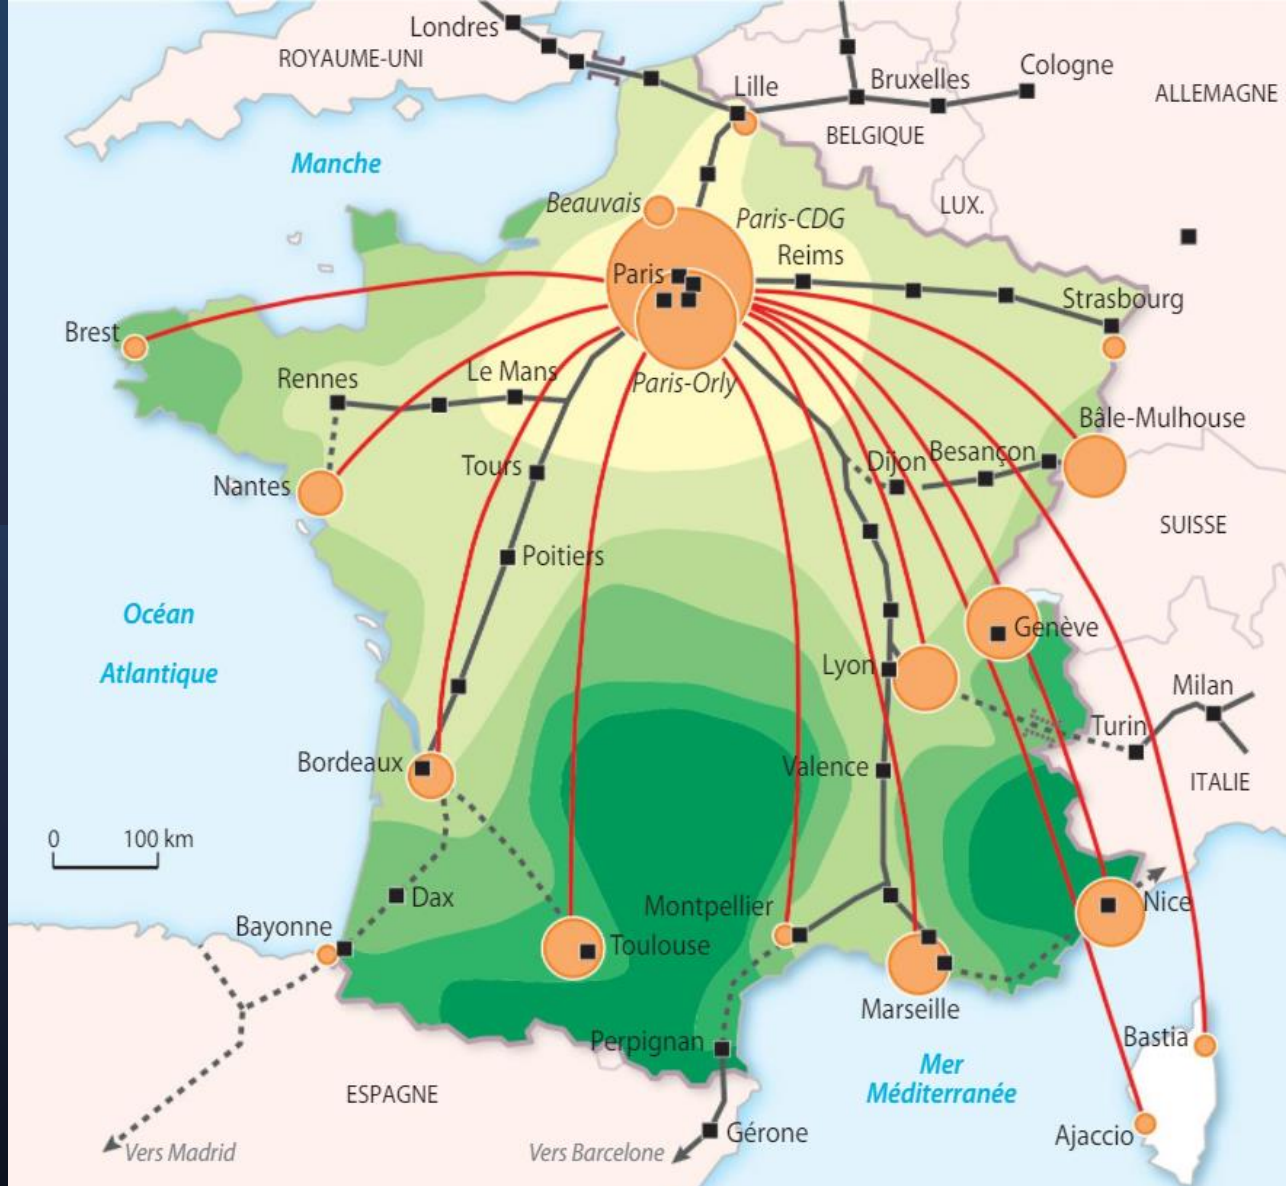 Londres
ROYAUME-UNI
Lille
Bruxelles
Cologne
ALLEMAGNE
BELGIQUE
Manche
LUX.
Beauvais
Paris-CDG
Paris
Reims
Strasbourg
Brest
Rennes
Le Mans
Paris-Orly
Bâle-Mulhouse
Nantes
Tours
Dijon
Besançon
SUISSE
Poitiers
Océan
Atlantique
Genève
Lyon
Milan
Turin
Bordeaux
Valence
ITALIE
0 100 km
Dax
Montpellier
Nice
Bayonne
Toulouse
Marseille
Perpignan
Bastia
Mer
Méditerranée
ESPAGNE
Ajaccio
Gérone
Vers Madrid
Vers Barcelone